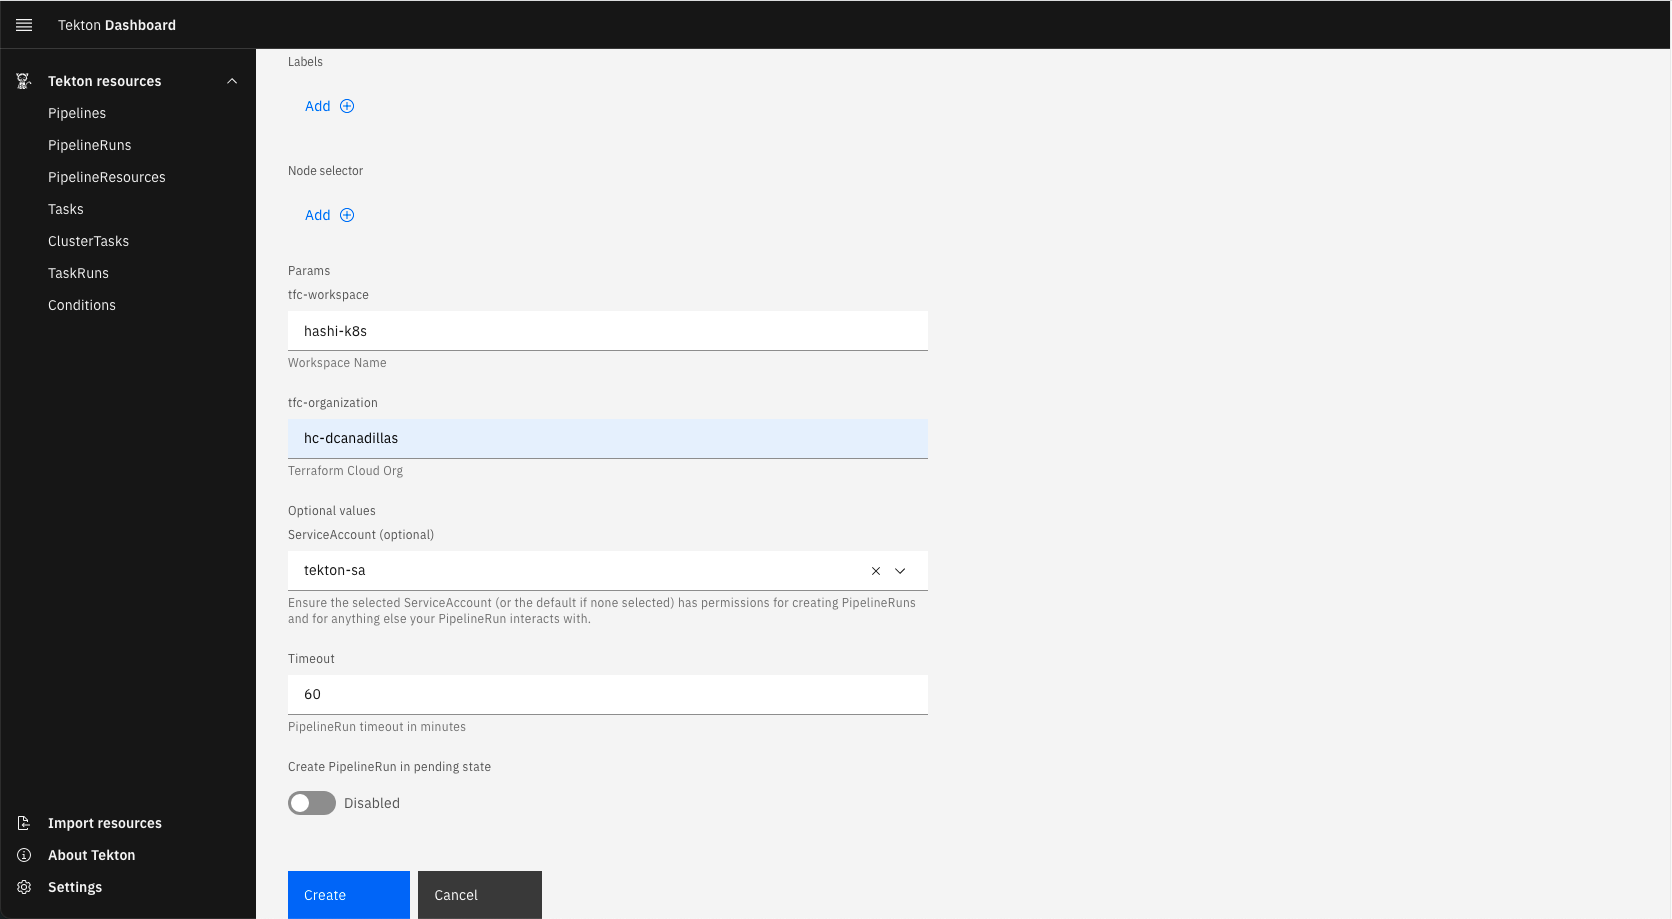 Tekton Dashboard
Tekton resources
Pipelines
PipelineRuns
PipelineResources
Tasks
ClusterTasks
TaskRuns
Conditions
Import resources
About Tekton
Settings
Labels
Add
Node selector
Add
Params
tfc-workspace
hashi-k8s
Workspace Name
tfc-organization
hc-dcanadillas
Terraform Cloud Org
Optional values
ServiceAccount (optional)
tekton-sa
Ensure the selected ServiceAccount (or the default if none selected) has permissions for creating PipelineRuns
and for anything else your PipelineRun interacts with.
Timeout
60
PipelineRun timeout in minutes
Create PipelineRun in pending state
Disabled
Create
Cancel